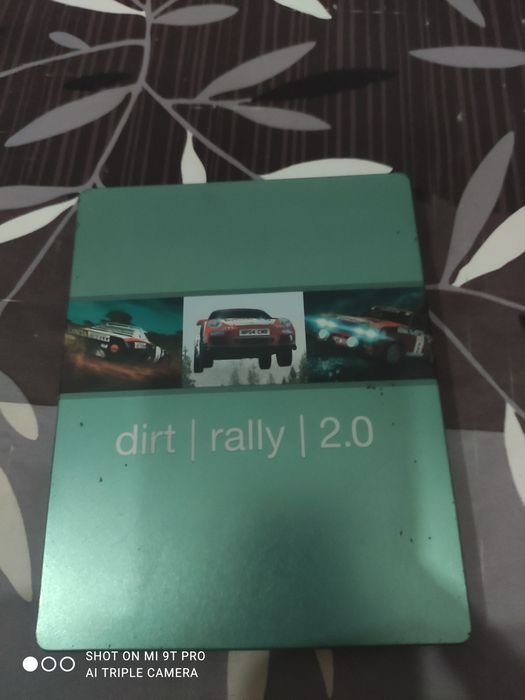 dirt | rally | 2.0
SHOT ON MI 9T PRO
AI TRIPLE CAMERA